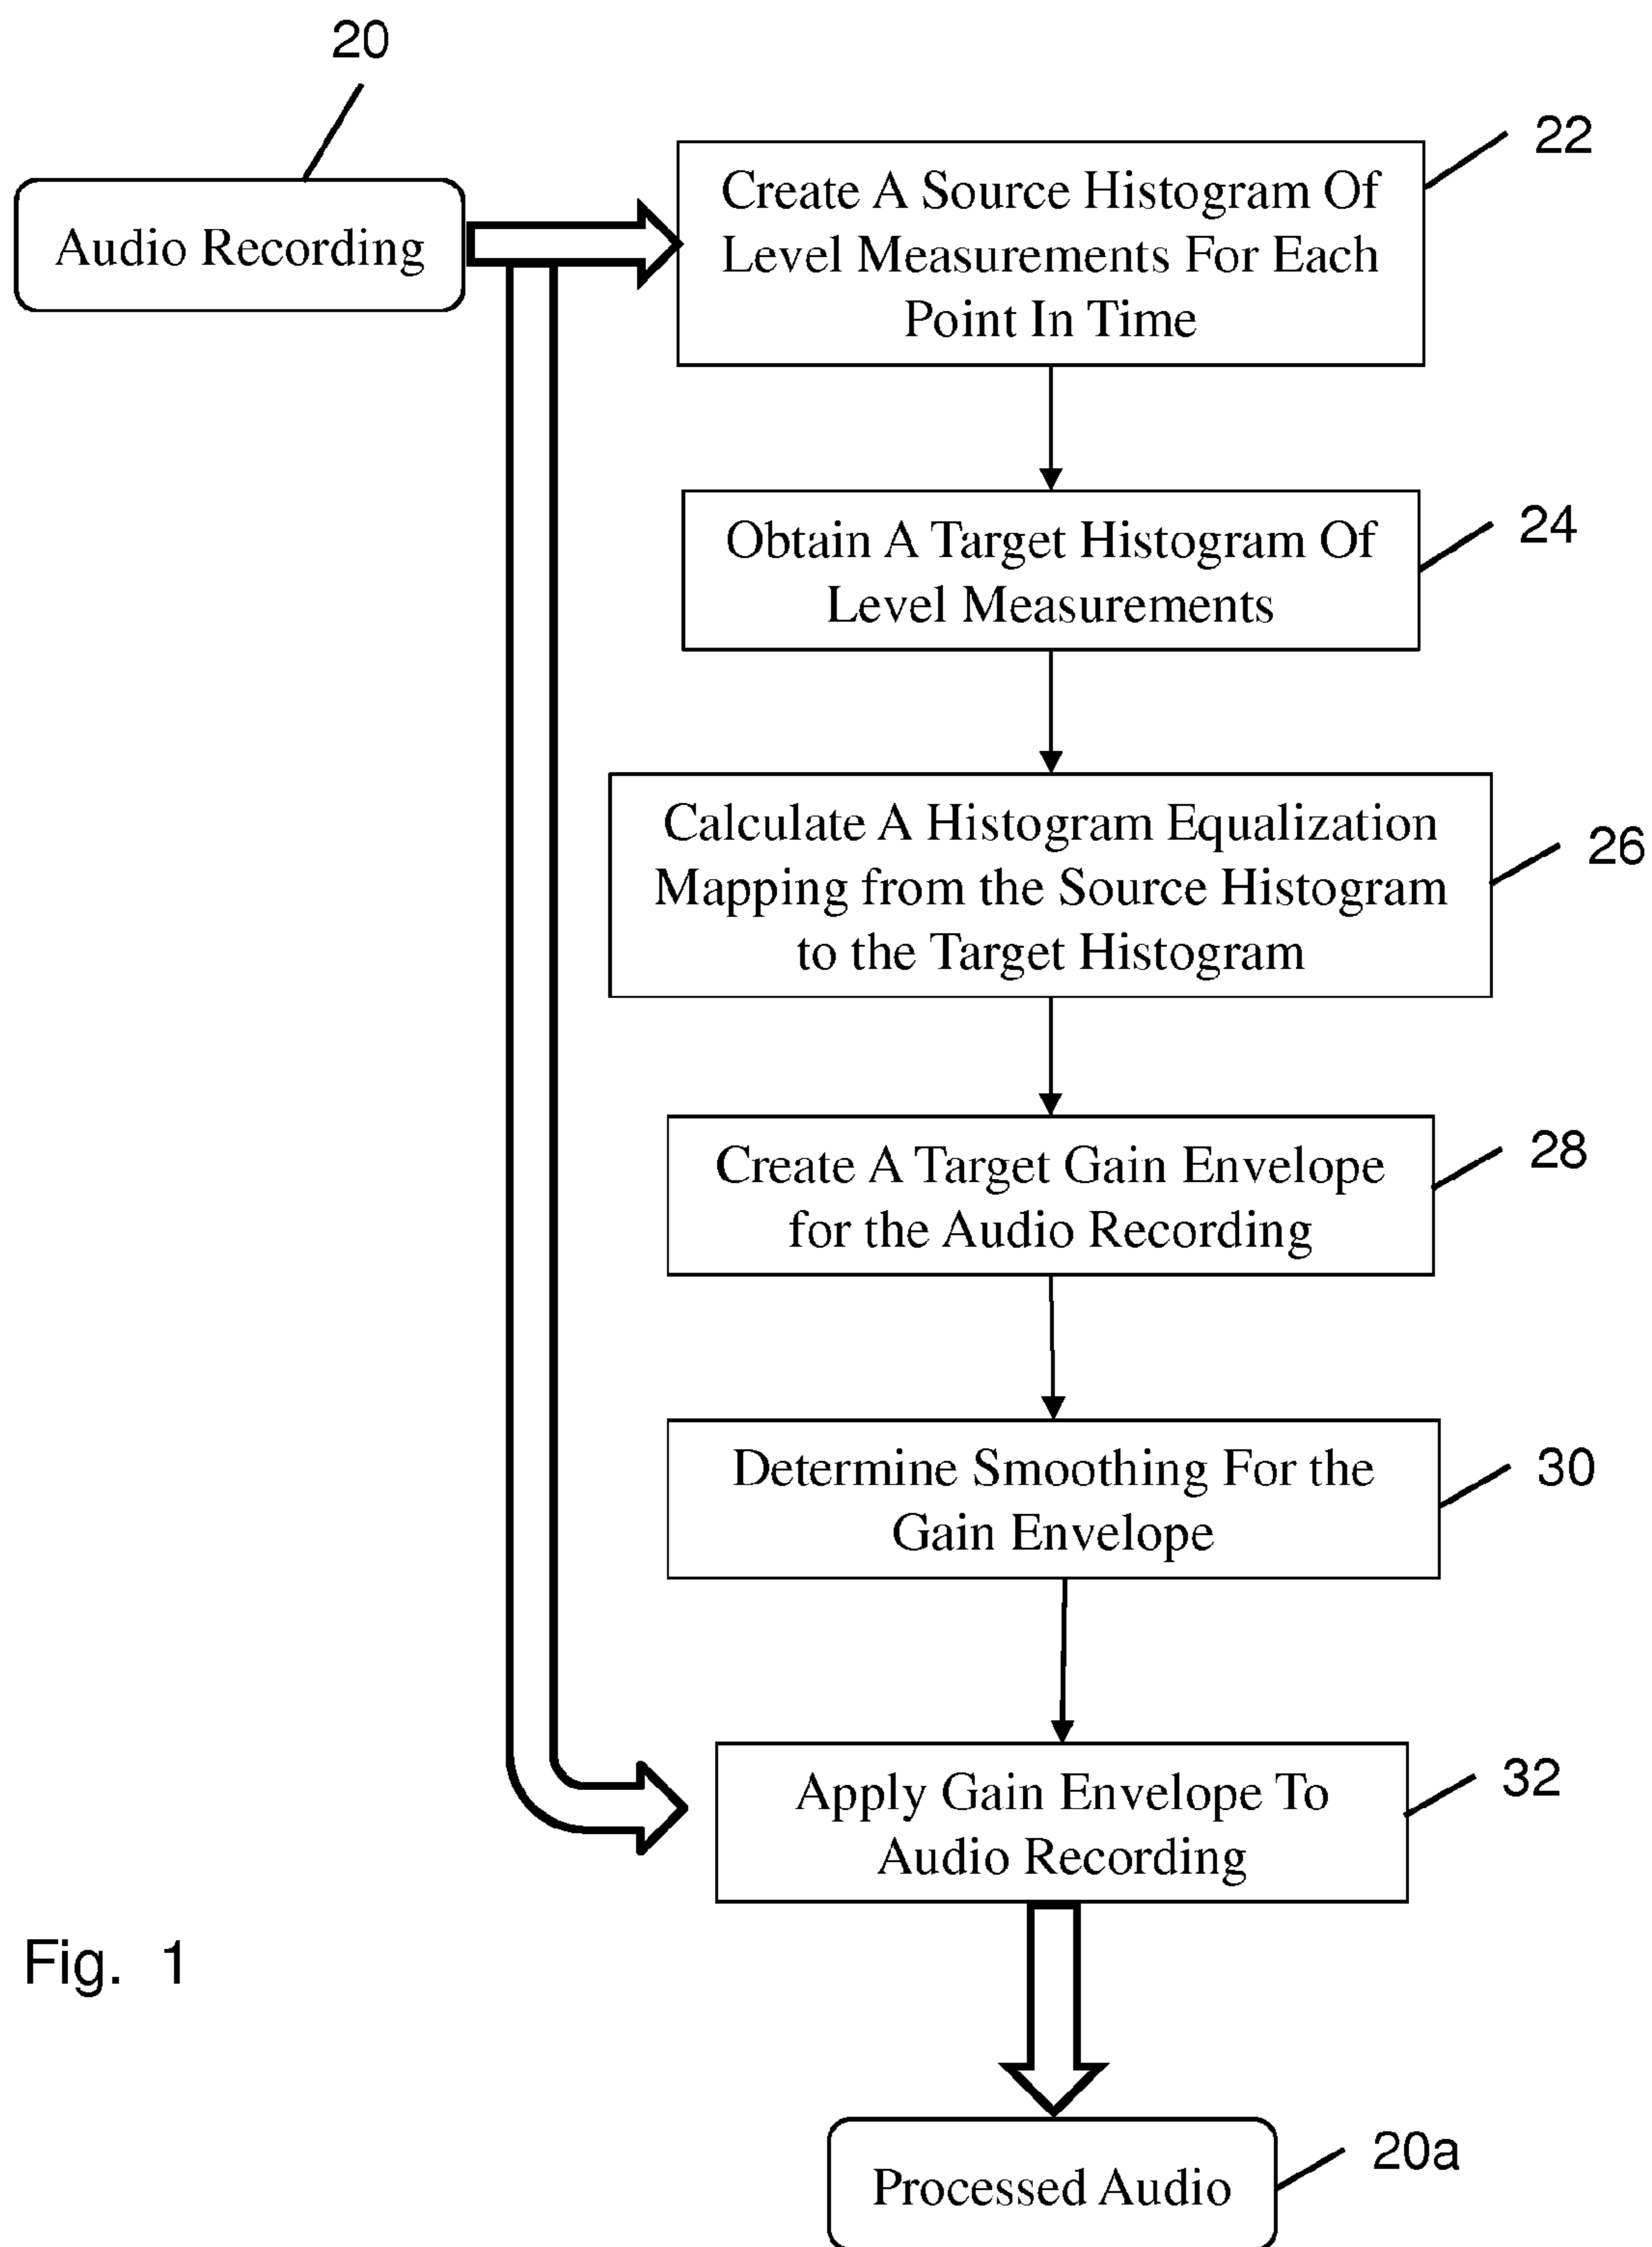 20
22
Audio Recording
Create A Source Histogram Of
Level Measurements For Each
Point In Time
24
Obtain A Target Histogram Of
Level Measurements
26
Calculate A Histogram Equalization
Mapping from the Source Histogram
to the Target Histogram
28
Create A Target Gain Envelope
for the Audio Recording
30
Determine Smoothing For the
Gain Envelope
32
Apply Gain Envelope To
Audio Recording
Fig. 1
20a
Processed Audio